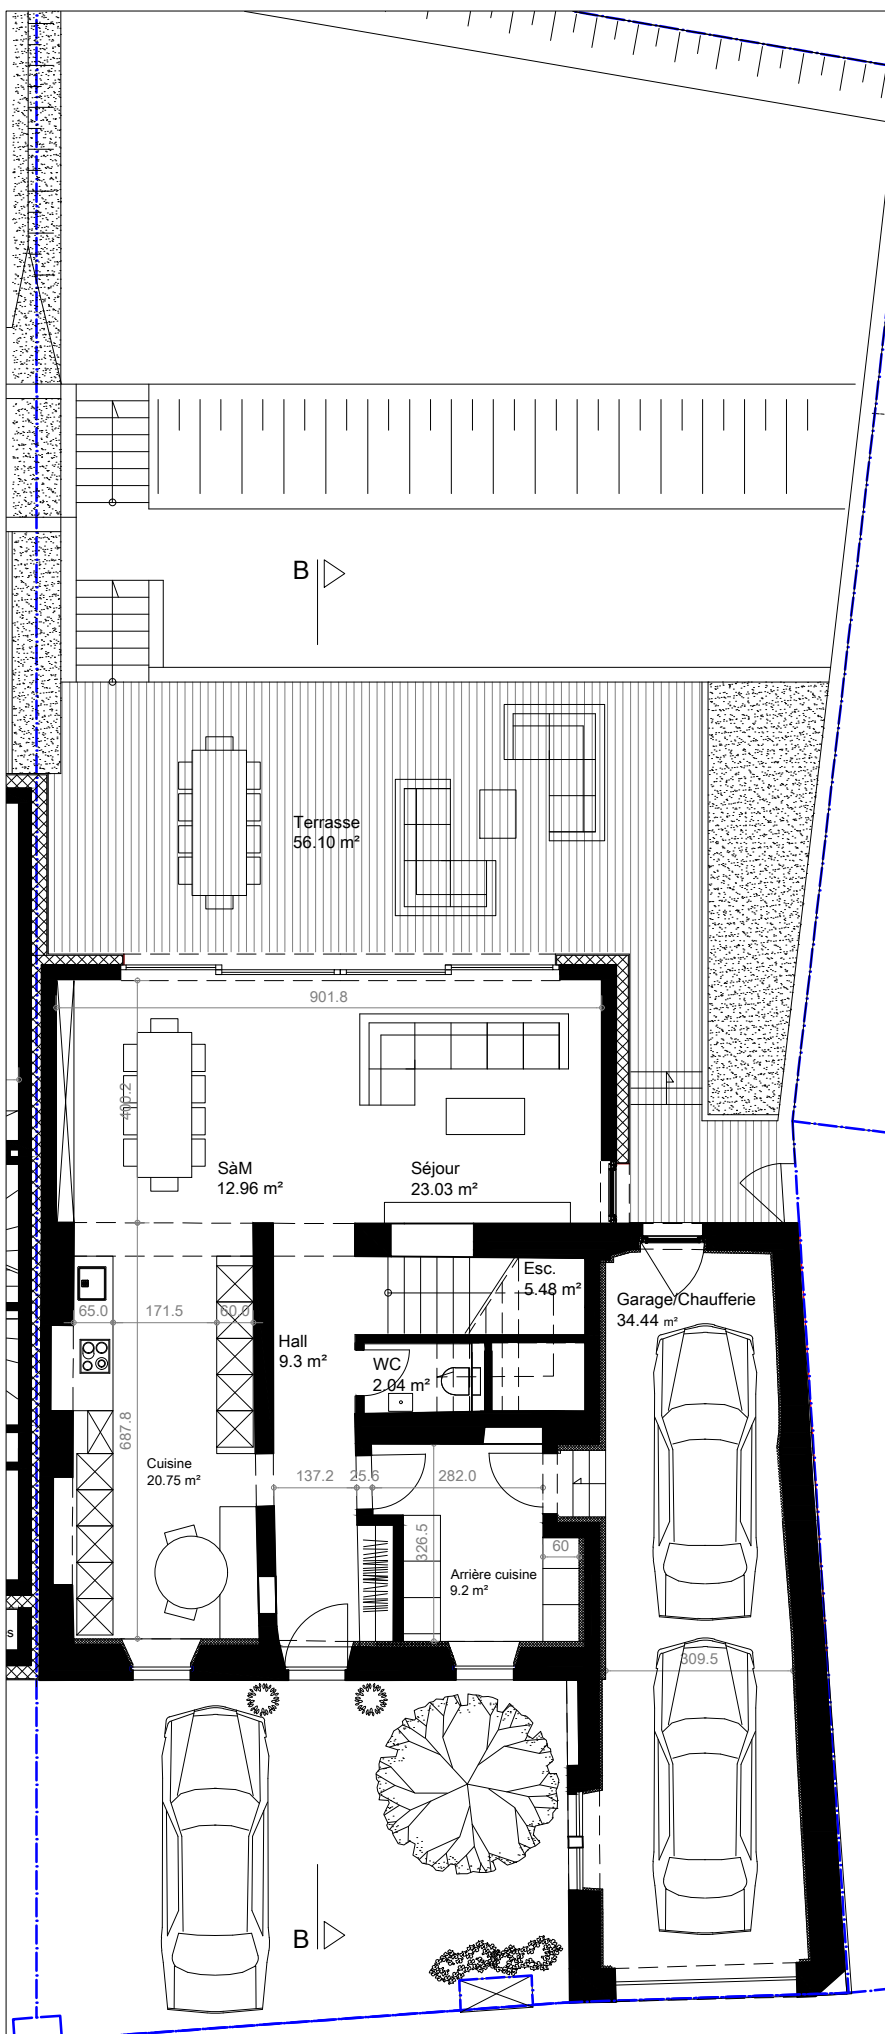 B
Terrasse
56.10 m²
901.8
400.2
SàM
12.96 m²
Séjour
23.03 m²
Esc.
5.48 m²
Garage/Chaufferie
34.44 m²
65.0
171.5
60.0
Hall
9.3 m²
WC
2.04 m²
687.8
Cuisine
20.75 m²
137.2
25.6
282.0
326.5
60
Arrière cuisine
9.2 m²
s
309.5
B